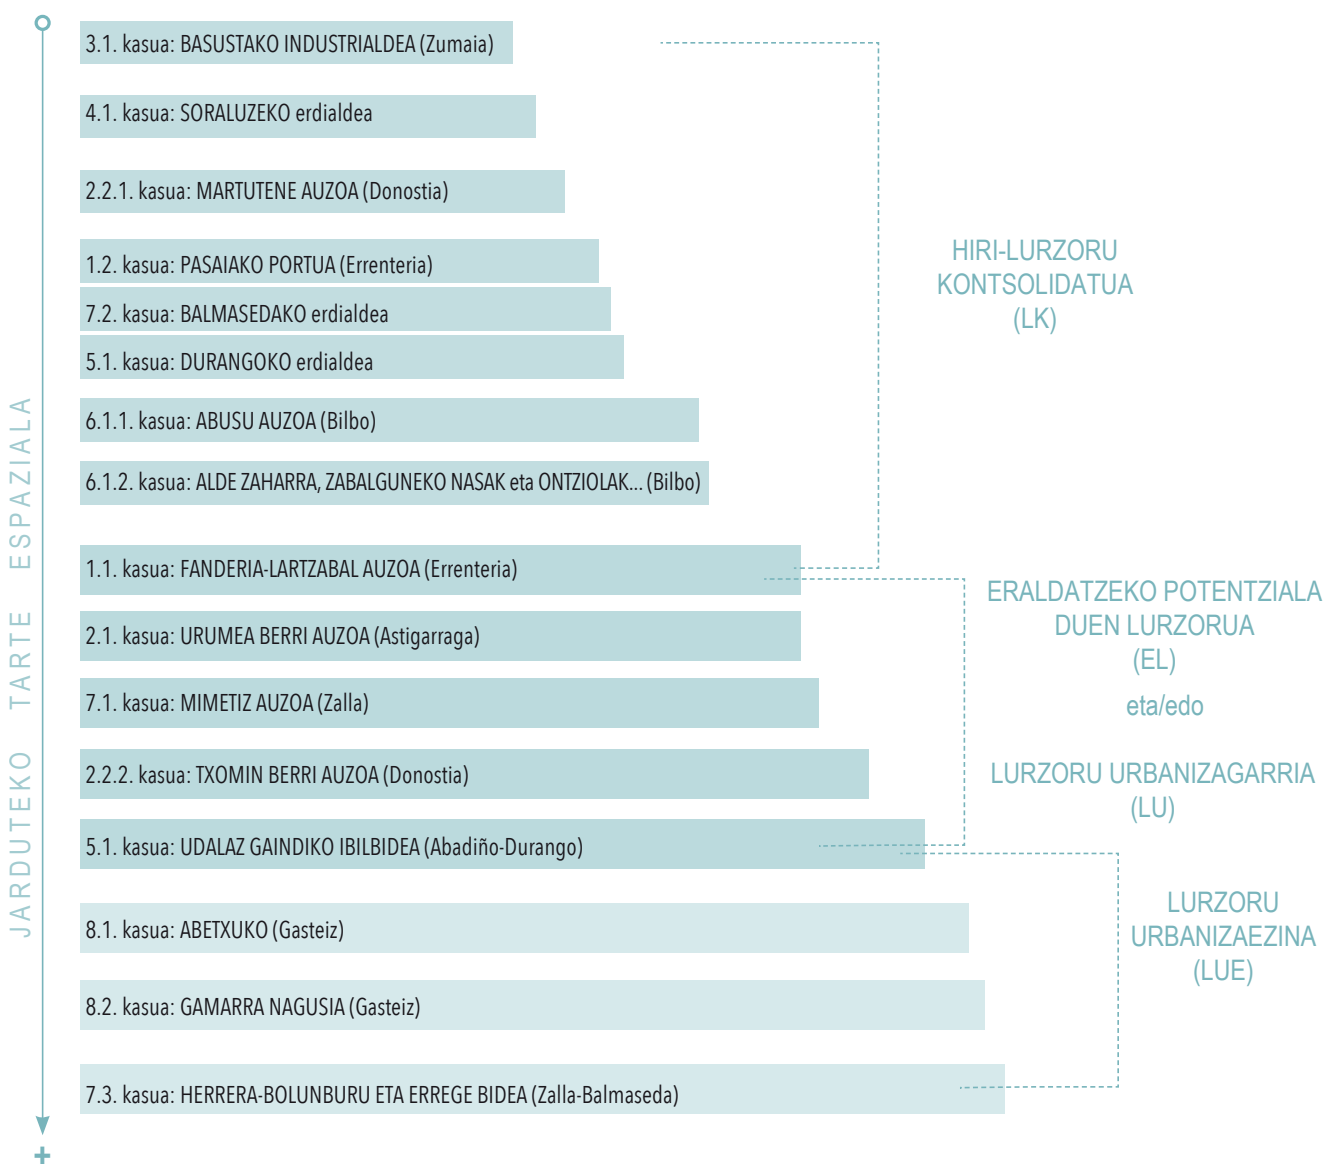 3.1. kasua: BASUSTAKO INDUSTRIALDEA (Zumaia)
4.1. kasua: SORALUZEKO erdialdea
2.2.1. kasua: MARTUTENE AUZOA (Donostia)
1.2. kasua: PASAIAKO PORTUA (Errenteria)
7.2. kasua: BALMASEDAKO erdialdea
5.1. kasua: DURANGOKO erdialdea
6.1.1. kasua: ABUSU AUZOA (Bilbo)
6.1.2. kasua: ALDE ZAHARRA, ZABALGUNEKO NASAK eta ONTZIOLAK... (Bilbo)
1.1. kasua: FANDERIA-LARTZABAL AUZOA (Errenteria)
2.1. kasua: URUMEA BERRI AUZOA (Astigarraga)
7.1. kasua: MIMETIZ AUZOA (Zalla)
2.2.2. kasua: TXOMIN BERRI AUZOA (Donostia)
5.1. kasua: UDALAZ GAINDIKO IBILBIDEA (Abadiño-Durango)
8.1. kasua: ABETXUKO (Gasteiz)
8.2. kasua: GAMARRA NAGUSIA (Gasteiz)
7.3. kasua: HERRERA-BOLUNBURU ETA ERREGE BIDEA (Zalla-Balmaseda)
JARDUTEKO TARTE ESPAZIALA
+
HIRI-LURZORU
KONTSOLIDATUA
(LK)
ERALDATZEKO POTENTZIALA
DUEN LURZORUA
(EL)
eta/edo
LURZORU URBANIZAGARRIA
(LU)
LURZORU
URBANIZAEZINA
(LUE)